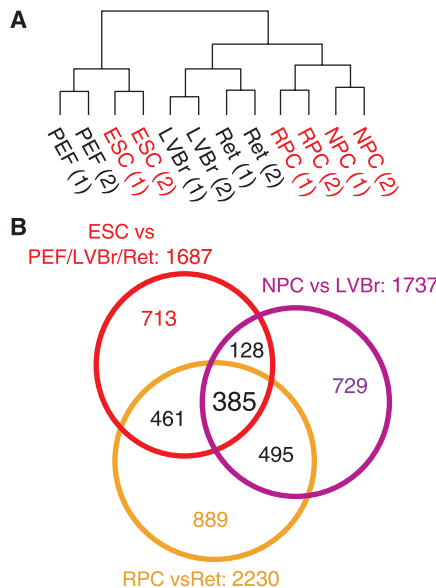 A
PEF (1)
PEF (2)
ESC (1)
ESC (2)
LVBr (1)
LVBr (2)
Ret (1)
Ret (2)
RPC (1)
RPC (2)
NPC (1)
NPC (2)
B
ESC vs
PEF/LVBr/Ret: 1687
NPC vs LVBr: 1737
713
128
729
385
461
495
889
RPC vsRet: 2230